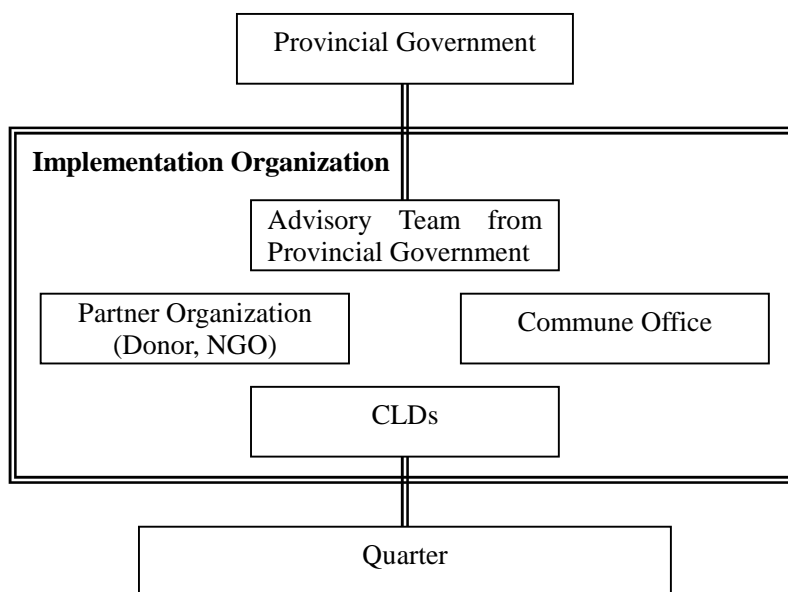 Provincial Government
Implementation Organization
Advisory Team from
Provincial Government
Partner Organization
(Donor, NGO)
Commune Office
CLDs
Quarter